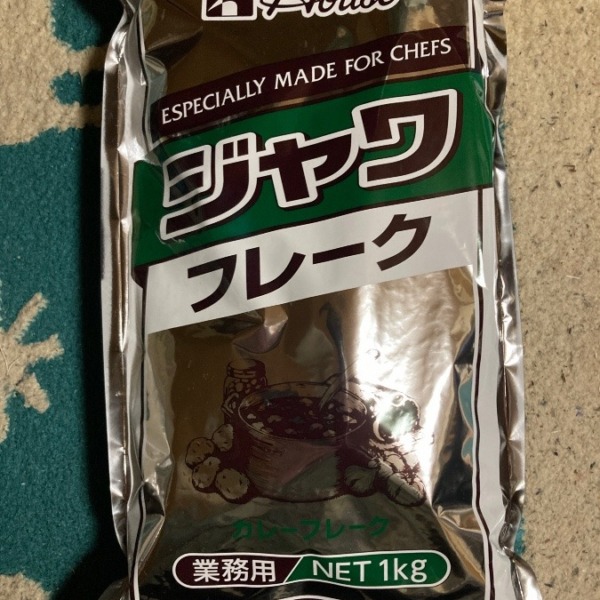 House
ESPECIALLY MADE FOR CHEFS
ジャワ
フレーク
カレーフレーク
業務用 NET 1kg